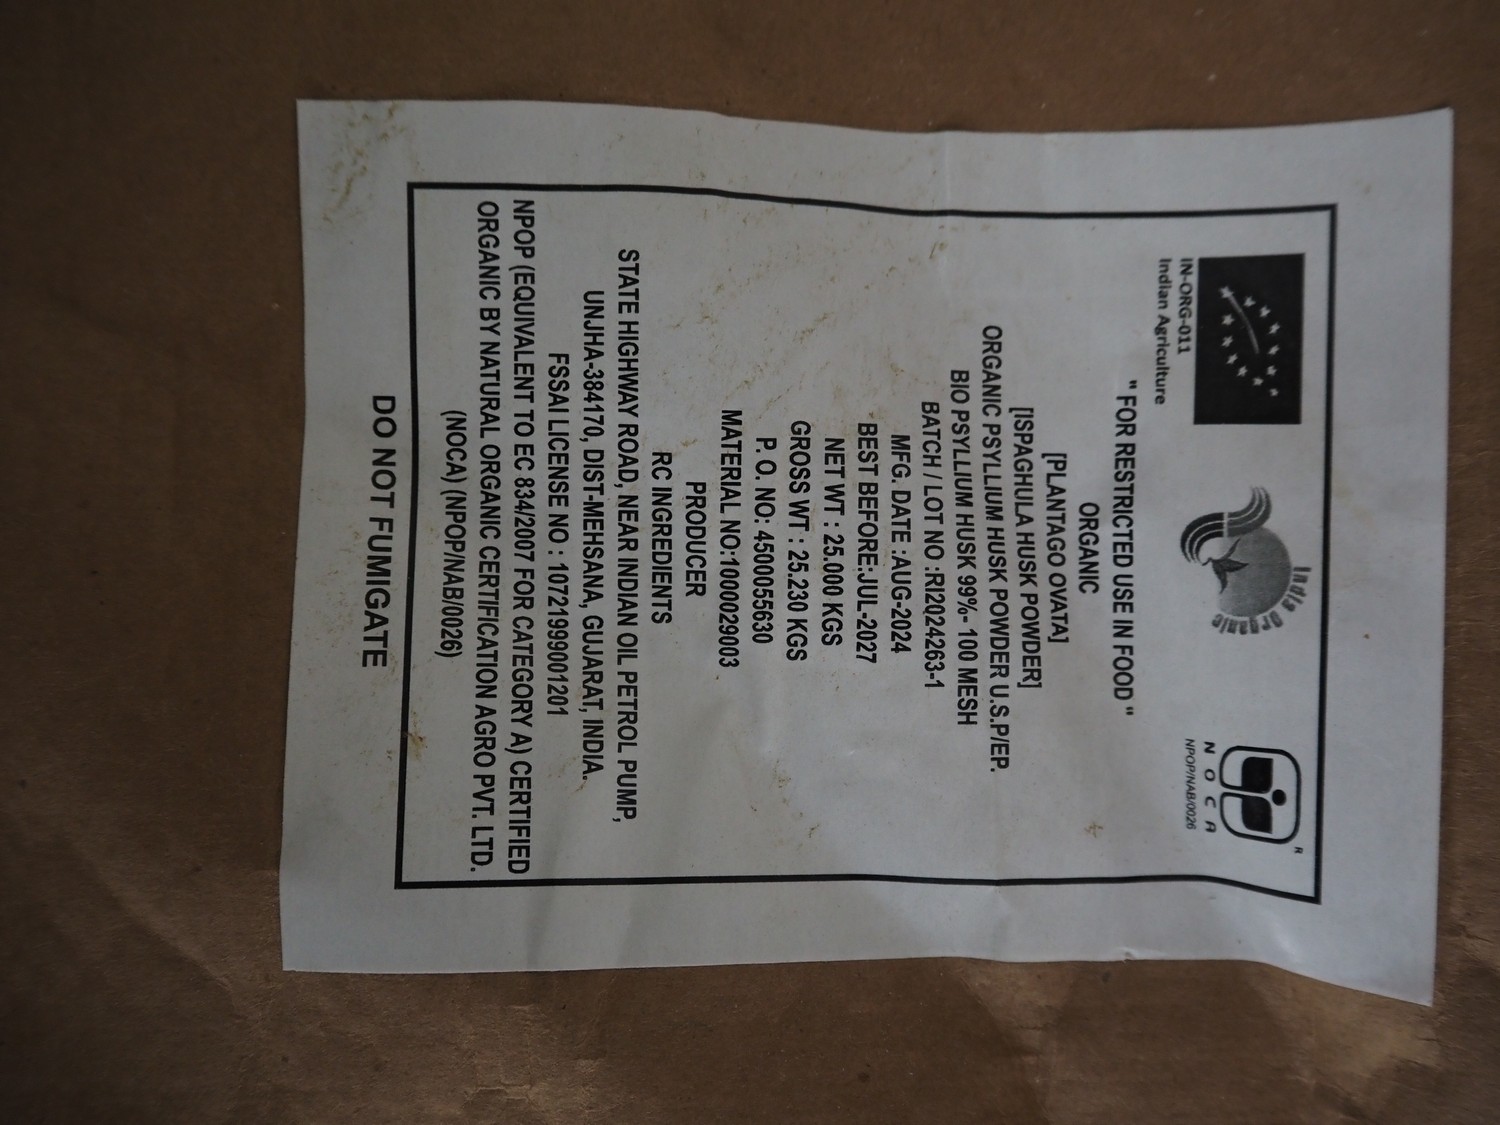 IN-ORG-011
Indian Agriculture
India Organic
R
NOCA
NPOP/NAB/0026
" FOR RESTRICTED USE IN FOOD "
ORGANIC
[PLANTAGO OVATA]
[ISPAGHULA HUSK POWDER]
ORGANIC PSYLLIUM HUSK POWDER U.S.P/EP.
BIO PSYLLIUM HUSK 99%- 100 MESH
BATCH / LOT NO :RI2024263-1
MFG. DATE :AUG-2024
BEST BEFORE:JUL-2027
NET WT : 25.000 KGS
GROSS WT : 25.230 KGS
P. O. NO: 4500055630
MATERIAL NO:1000029003
PRODUCER
RC INGREDIENTS
STATE HIGHWAY ROAD, NEAR INDIAN OIL PETROL PUMP,
UNJHA-384170, DIST-MEHSANA, GUJARAT, INDIA.
FSSAI LICENSE NO : 10721999001201
NPOP (EQUIVALENT TO EC 834/2007 FOR CATEGORY A) CERTIFIED
ORGANIC BY NATURAL ORGANIC CERTIFICATION AGRO PVT. LTD.
(NOCA) (NPOP/NAB/0026)
DO NOT FUMIGATE